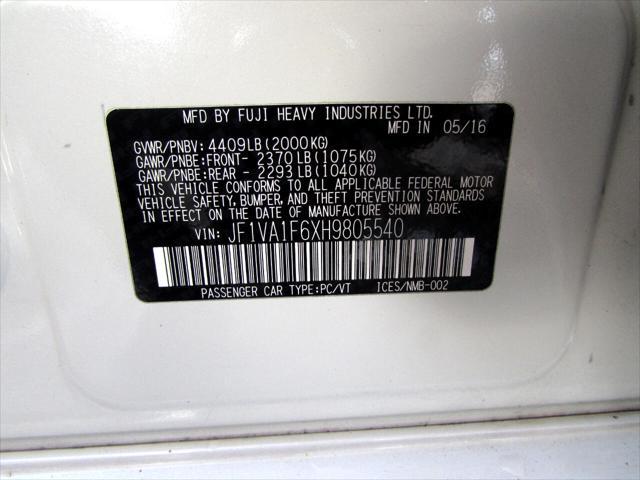 MFD BY FUJI HEAVY INDUSTRIES LTD.
MFD IN 05/16
GVWR/PNBV: 4409LB(2000KG)
GAWR/PNBE:FRONT- 2370LB(1075KG)
GAWR/PNBE:REAR - 2293LB(1040KG)
THIS VEHICLE CONFORMS TO ALL APPLICABLE FEDERAL MOTOR
VEHICLE SAFETY, BUMPER, AND THEFT PREVENTION STANDARDS
IN EFFECT ON THE DATE OF MANUFACTURE SHOWN ABOVE.
VIN: JF1VA1F6XH9805540
PASSENGER CAR TYPE:PC/VT ICES/NMB-002